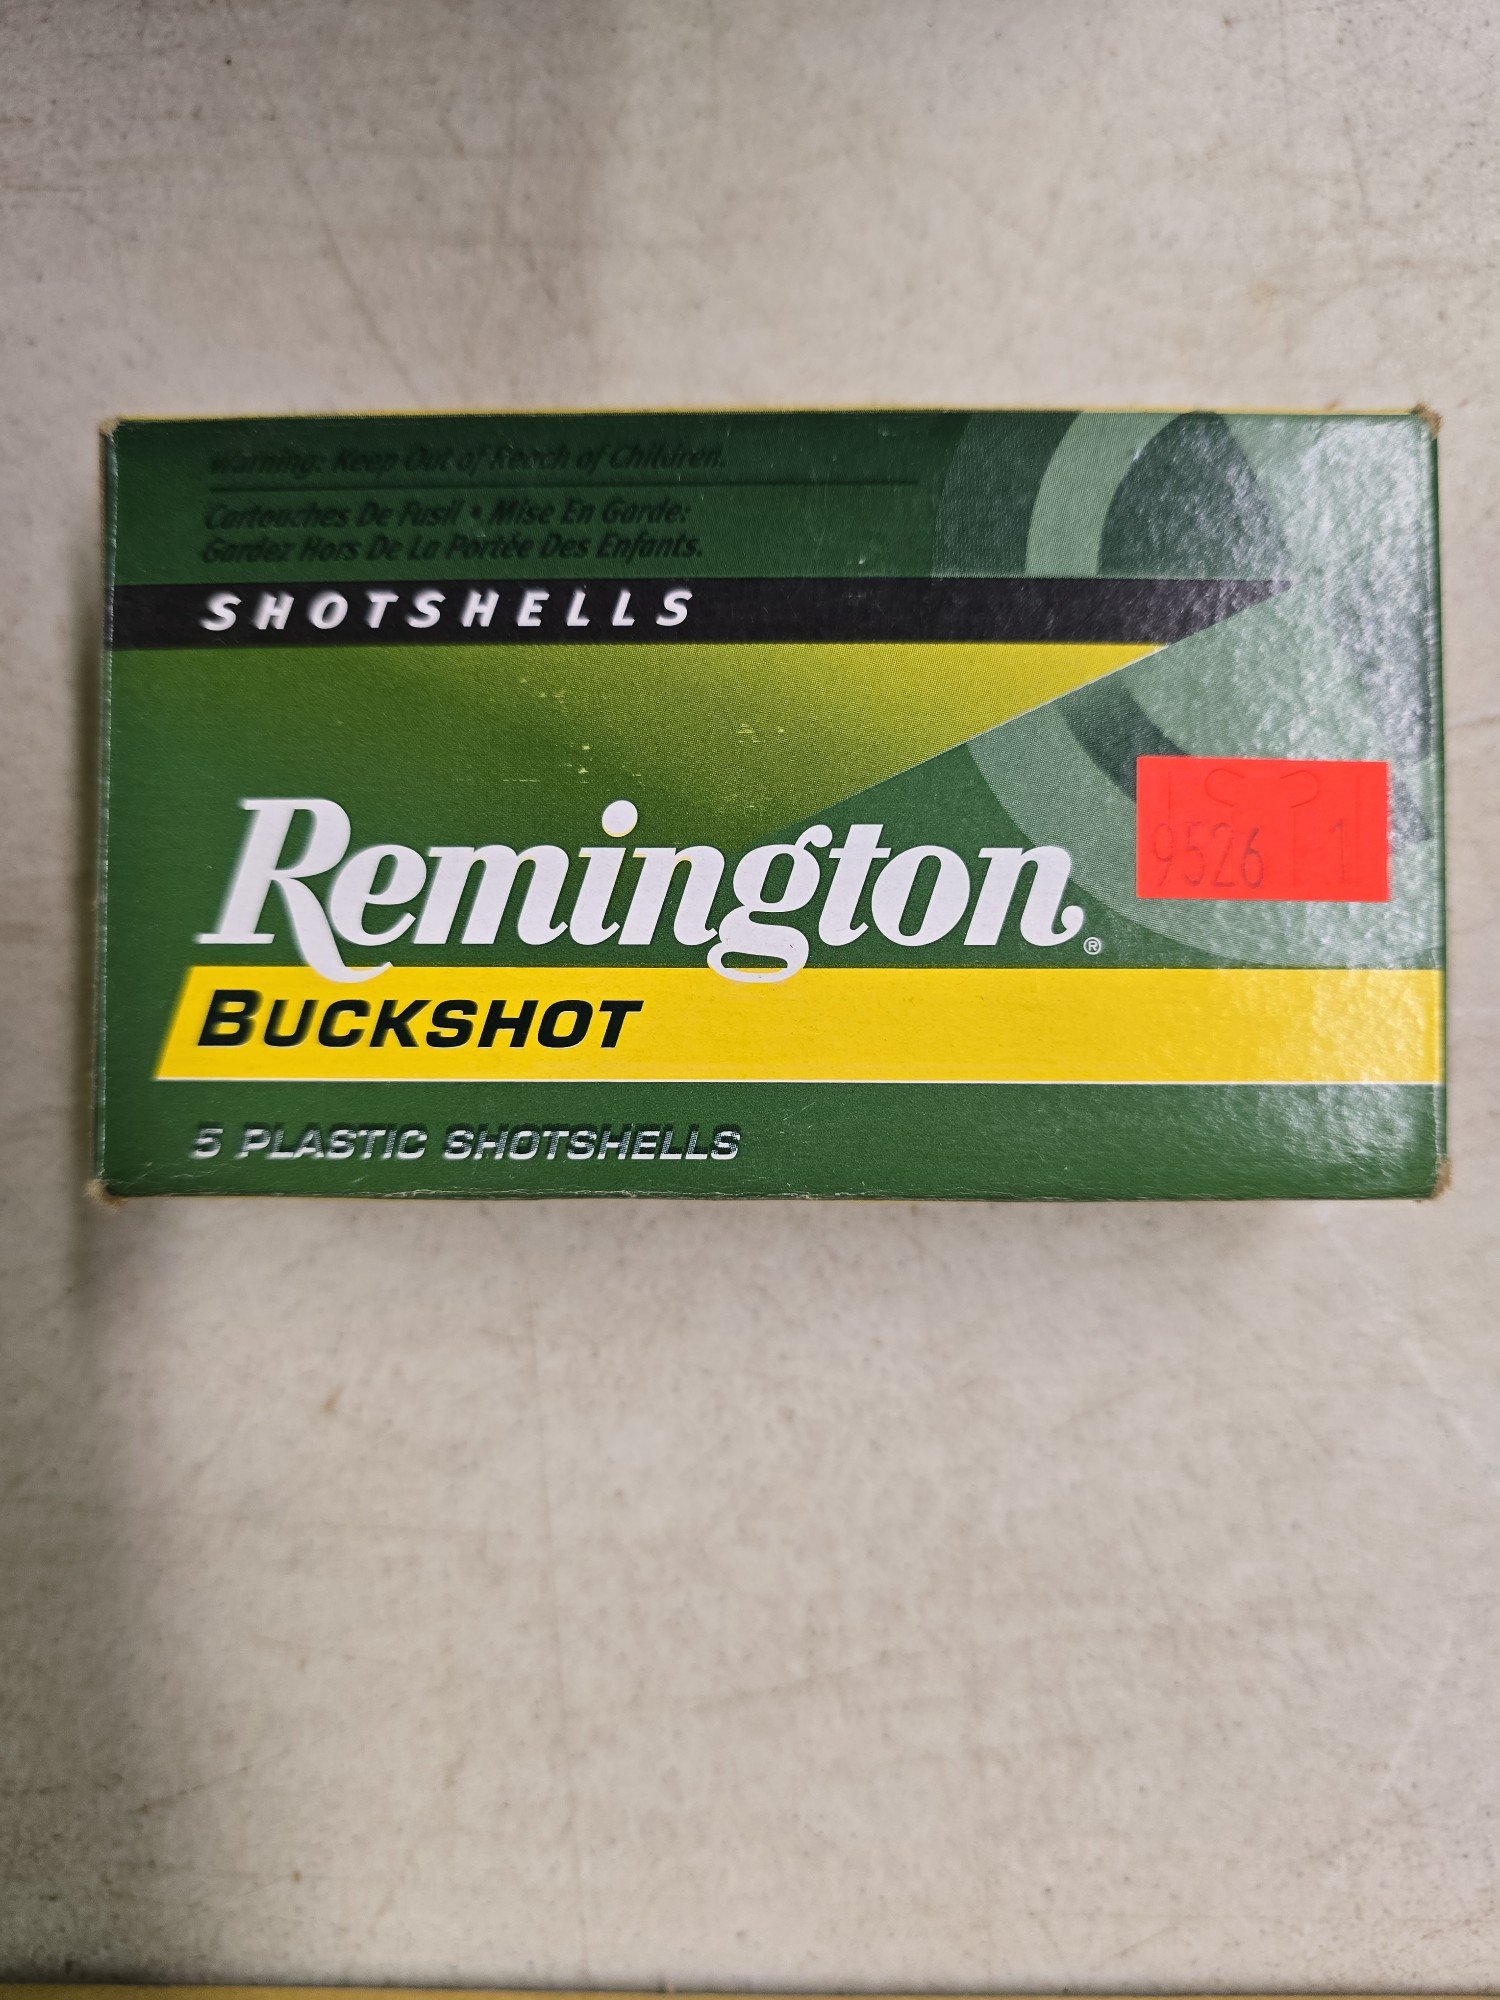 Warning: Keep Out of Reach of Children.
Cartouches De Fusil • Mise En Garde:
Gardez Hors De La Portée Des Enfants.
SHOTSHELLS
Remington®
BUCKSHOT
5 PLASTIC SHOTSHELLS
9526 1